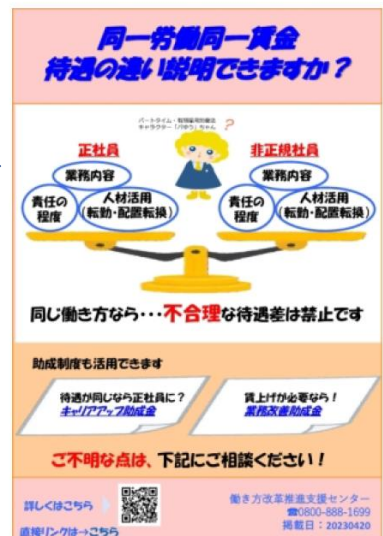 同一労働同一賃金
待遇の違い説明できますか？
パートタイム・有期雇用労働法
キャラクター「パゆう」ちゃん
?
正社員
非正規社員
業務内容
業務内容
責任の
程度
人材活用
(転勤・配置転換)
責任の
程度
人材活用
(転勤・配置転換)
同じ働き方なら・・・不合理な待遇差は禁止です
助成制度も活用できます
待遇が同じなら正社員に？
キャリアアップ助成金
賃上げが必要なら！
業務改善助成金
ご不明な点は、下記にご相談ください！
詳しくはこちら
働き方改革推進支援センター
☎0800-888-1699
掲載日：20230420
直接リンクは→こちら